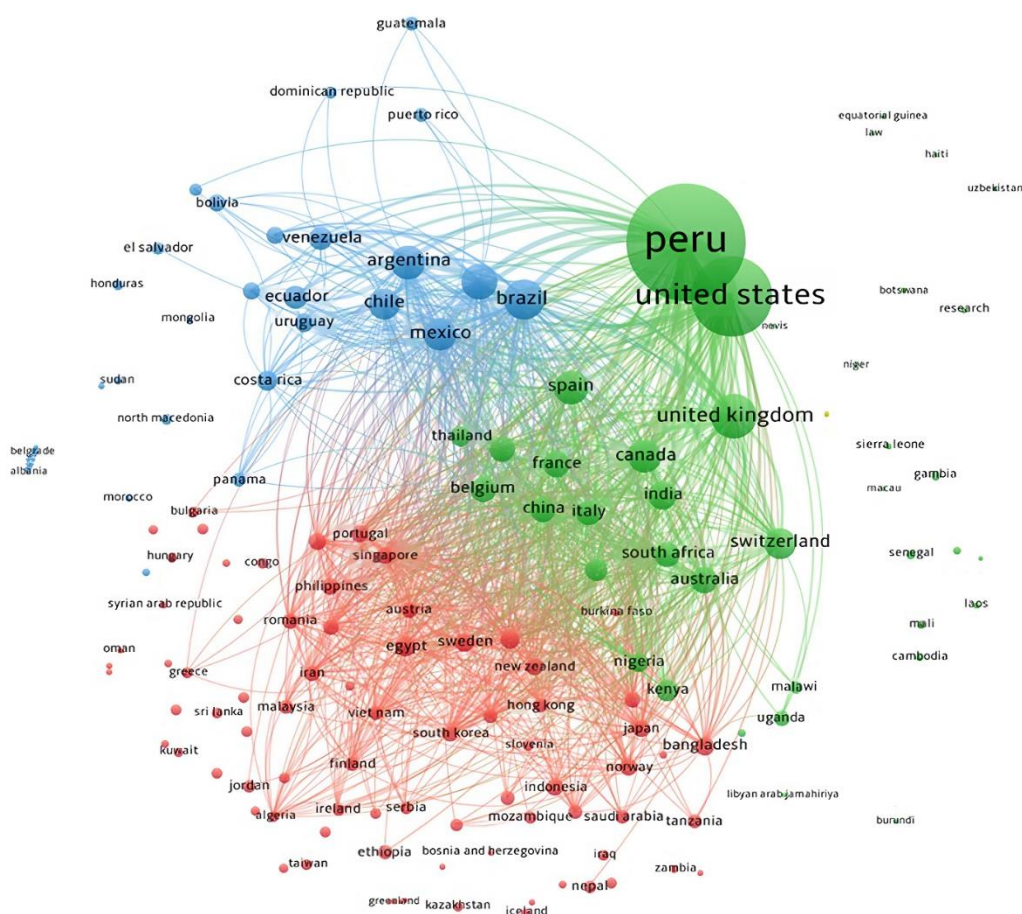 guatemala
dominican republic
puerto rico
equatorial guinea
law
haiti
uzbekistan
bolivia
peru
venezuela
el salvador
argentina
honduras
ecuador
chile
brazil
united states
botswana
research
mongolia
uruguay
mexico
nevis
costa rica
sudan
niger
spain
north macedonia
united kingdom
thailand
belgrade
albania
france
canada
sierra leone
panama
belgium
india
gambia
macau
morocco
bulgaria
china
italy
portugal
switzerland
hungary
congo
singapore
south africa
senegal
philippines
australia
syrian arab republic
austria
burkina faso
laos
romania
mali
oman
egypt
sweden
greece
iran
new zealand
nigeria
cambodia
kenya
malawi
sri lanka
malaysia
viet nam
hong kong
uganda
south korea
japan
kuwait
slovenia
bangladesh
finland
norway
jordan
indonesia
libyan arab jamahiriya
algeria
ireland
serbia
mozambique
saudi arabia
tanzania
burundi
ethiopia
bosnia and herzegovina
taiwan
iraq
zambia
nepal
greenland
kazakhstan
iceland